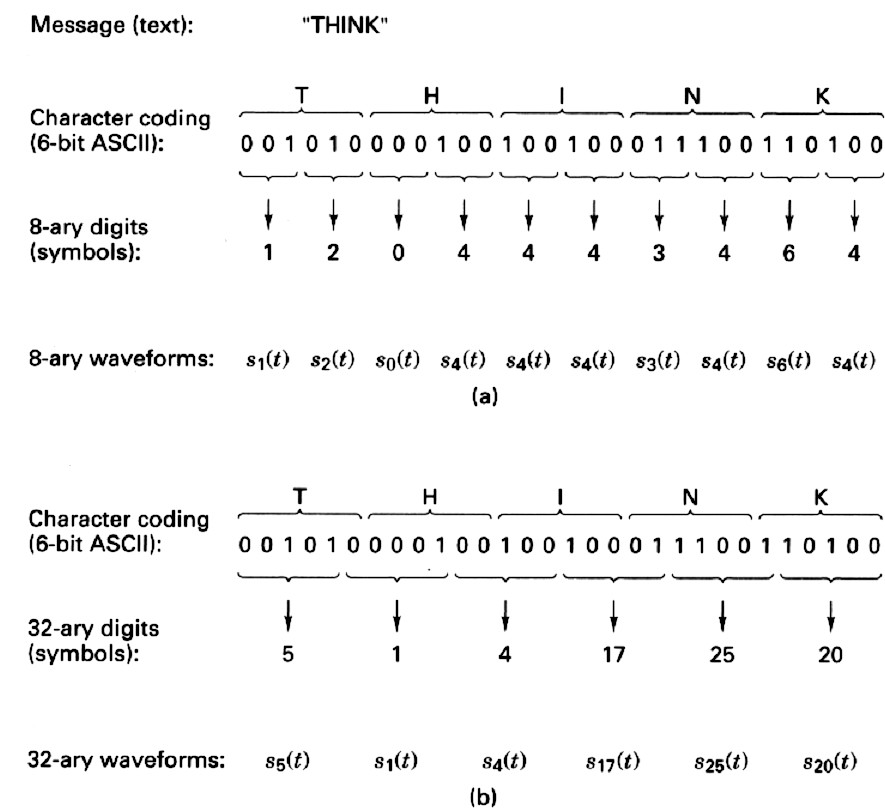 Message (text): "THINK"
T H I N K
Character coding
(6-bit ASCII): 0 0 1 0 1 0 0 0 0 1 0 0 1 0 0 1 0 0 0 1 1 1 0 0 1 1 0 1 0 0
8-ary digits
(symbols): 1 2 0 4 4 4 3 4 6 4
8-ary waveforms: s1(t) s2(t) s0(t) s4(t) s4(t) s4(t) s3(t) s4(t) s6(t) s4(t)
(a)
T H I N K
Character coding
(6-bit ASCII): 0 0 1 0 1 0 0 0 0 1 0 0 1 0 0 1 0 0 0 1 1 1 0 0 1 1 0 1 0 0
32-ary digits
(symbols): 5 1 4 17 25 20
32-ary waveforms: s5(t) s1(t) s4(t) s17(t) s25(t) s20(t)
(b)